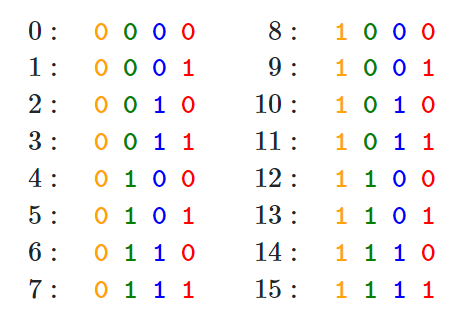 0 : 0 0 0 0 8 : 1 0 0 0
1 : 0 0 0 1 9 : 1 0 0 1
2 : 0 0 1 0 10 : 1 0 1 0
3 : 0 0 1 1 11 : 1 0 1 1
4 : 0 1 0 0 12 : 1 1 0 0
5 : 0 1 0 1 13 : 1 1 0 1
6 : 0 1 1 0 14 : 1 1 1 0
7 : 0 1 1 1 15 : 1 1 1 1